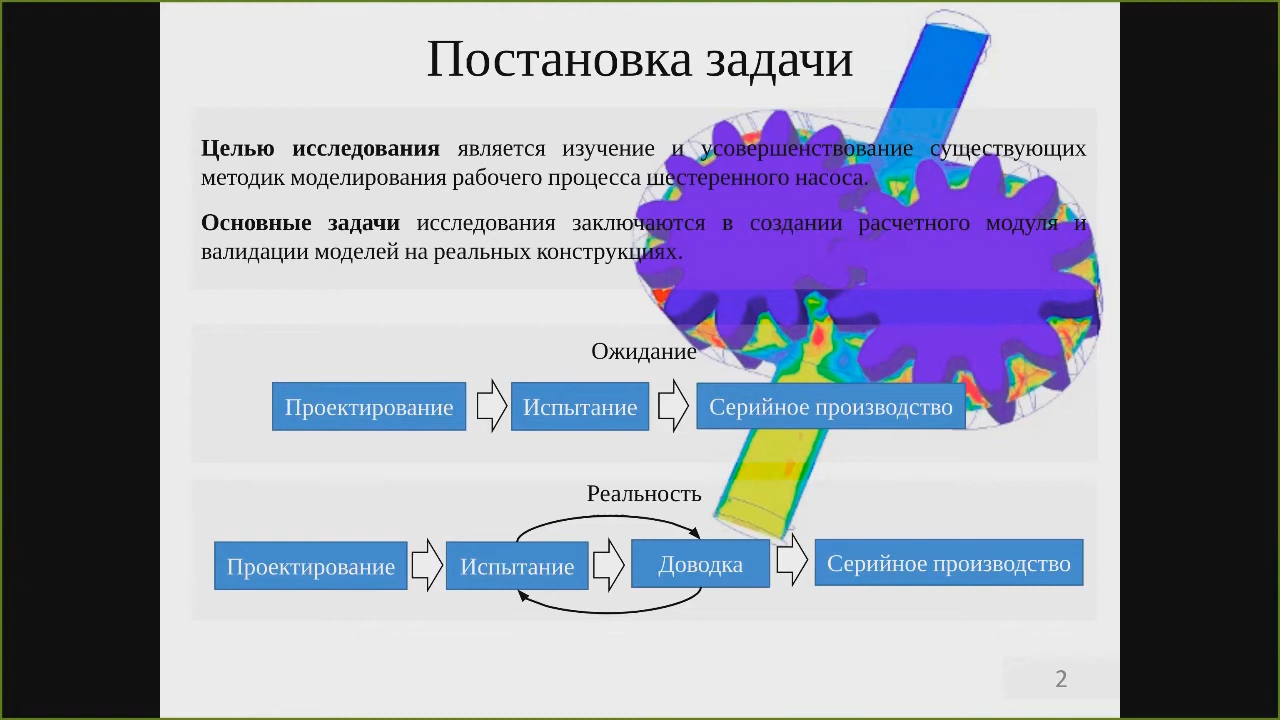 Постановка задачи
Целью исследования является изучение и усовершенствование существующих
методик моделирования рабочего процесса шестеренного насоса.
Основные задачи исследования заключаются в создании расчетного модуля и
валидации моделей на реальных конструкциях.
Ожидание
Проектирование Испытание Серийное производство
Реальность
Проектирование Испытание Доводка Серийное производство
2